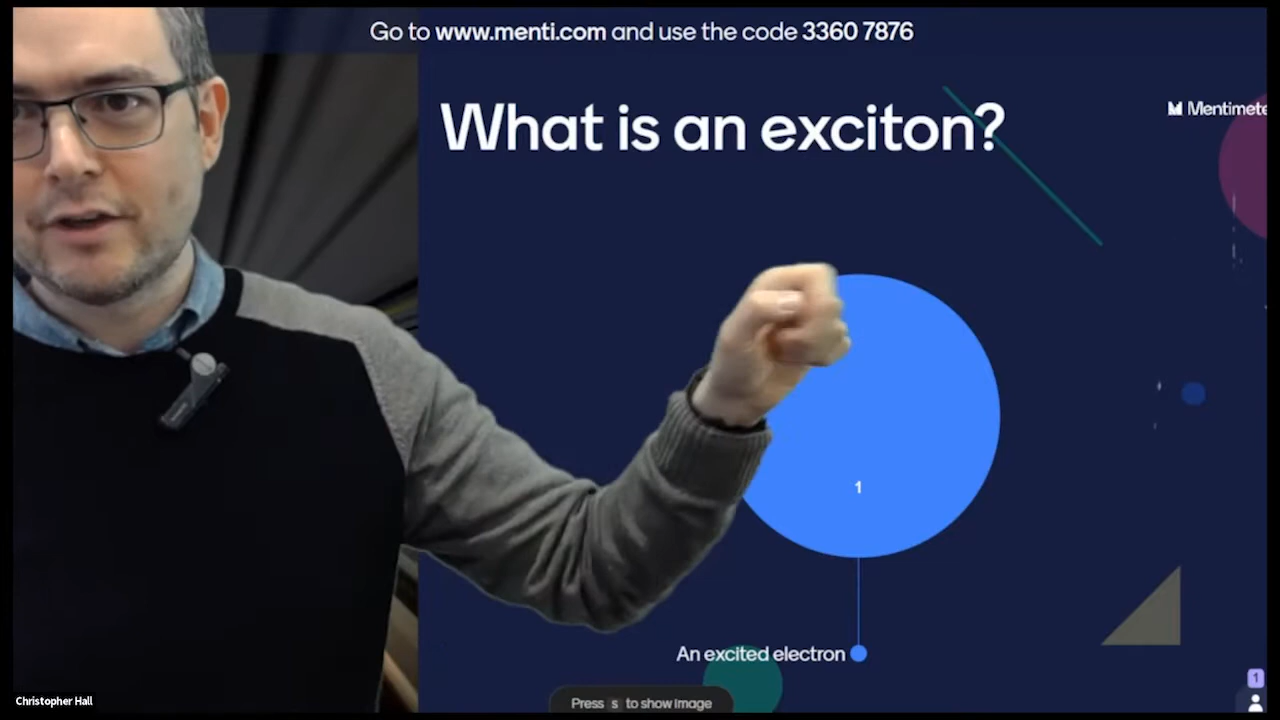 Go to www.menti.com and use the code 3360 7876
What is an exciton?
Mentimete
1
An excited electron
Press s to show image
1
Christopher Hall